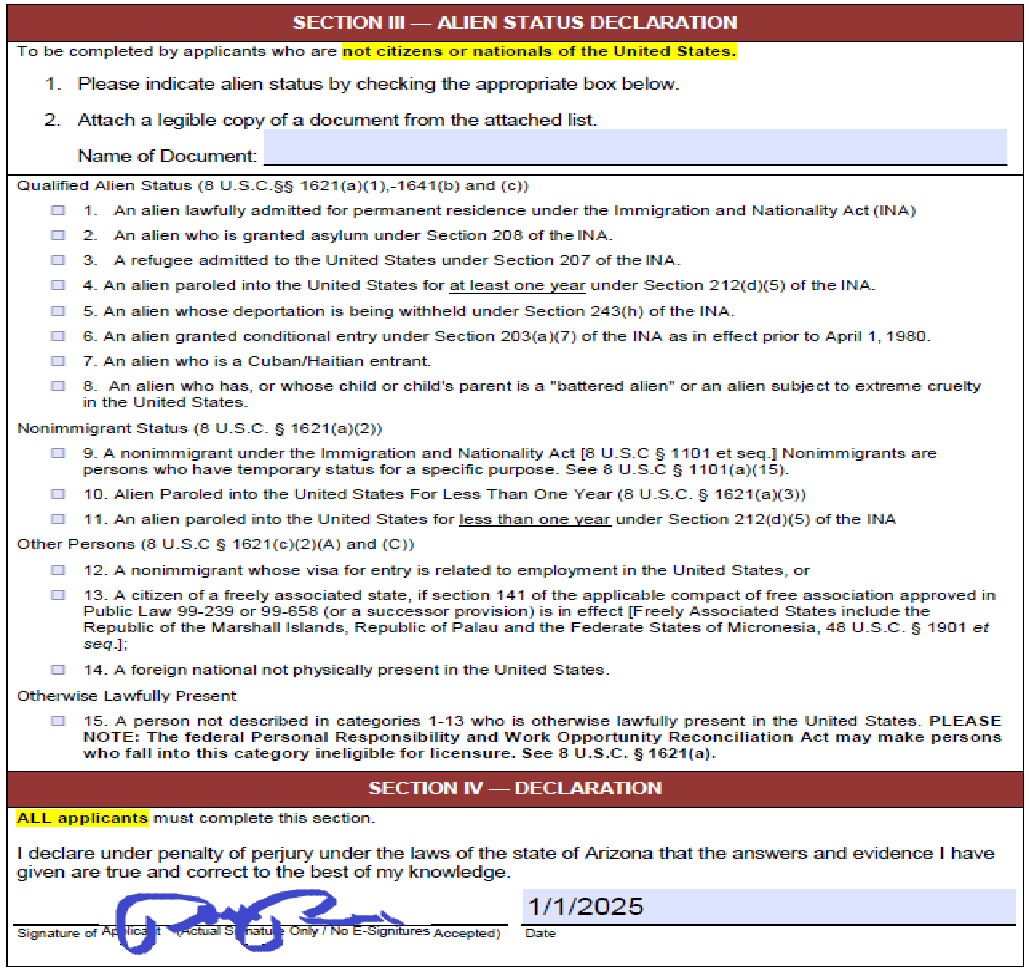 SECTION III — ALIEN STATUS DECLARATION
To be completed by applicants who are not citizens or nationals of the United States.
1. Please indicate alien status by checking the appropriate box below.
2. Attach a legible copy of a document from the attached list.
Name of Document:
Qualified Alien Status (8 U.S.C.§§ 1621(a)(1),-1641(b) and (c))
1. An alien lawfully admitted for permanent residence under the Immigration and Nationality Act (INA)
2. An alien who is granted asylum under Section 208 of the INA.
3. A refugee admitted to the United States under Section 207 of the INA.
4. An alien paroled into the United States for at least one year under Section 212(d)(5) of the INA.
5. An alien whose deportation is being withheld under Section 243(h) of the INA.
6. An alien granted conditional entry under Section 203(a)(7) of the INA as in effect prior to April 1, 1980.
7. An alien who is a Cuban/Haitian entrant.
8. An alien who has, or whose child or child's parent is a "battered alien" or an alien subject to extreme cruelty
in the United States.
Nonimmigrant Status (8 U.S.C. § 1621(a)(2))
9. A nonimmigrant under the Immigration and Nationality Act [8 U.S.C § 1101 et seq.] Nonimmigrants are
persons who have temporary status for a specific purpose. See 8 U.S.C § 1101(a)(15).
10. Alien Paroled into the United States For Less Than One Year (8 U.S.C. § 1621(a)(3))
11. An alien paroled into the United States for less than one year under Section 212(d)(5) of the INA
Other Persons (8 U.S.C § 1621(c)(2)(A) and (C))
12. A nonimmigrant whose visa for entry is related to employment in the United States, or
13. A citizen of a freely associated state, if section 141 of the applicable compact of free association approved in
Public Law 99-239 or 99-658 (or a successor provision) is in effect [Freely Associated States include the
Republic of the Marshall Islands, Republic of Palau and the Federate States of Micronesia, 48 U.S.C. § 1901 et
seq.];
14. A foreign national not physically present in the United States.
Otherwise Lawfully Present
15. A person not described in categories 1-13 who is otherwise lawfully present in the United States. PLEASE
NOTE: The federal Personal Responsibility and Work Opportunity Reconciliation Act may make persons
who fall into this category ineligible for licensure. See 8 U.S.C. § 1621(a).
SECTION IV — DECLARATION
ALL applicants must complete this section.
I declare under penalty of perjury under the laws of the state of Arizona that the answers and evidence I have
given are true and correct to the best of my knowledge.
1/1/2025
Signature of Applicant (Actual Signature Only / No E-Signatures Accepted) Date